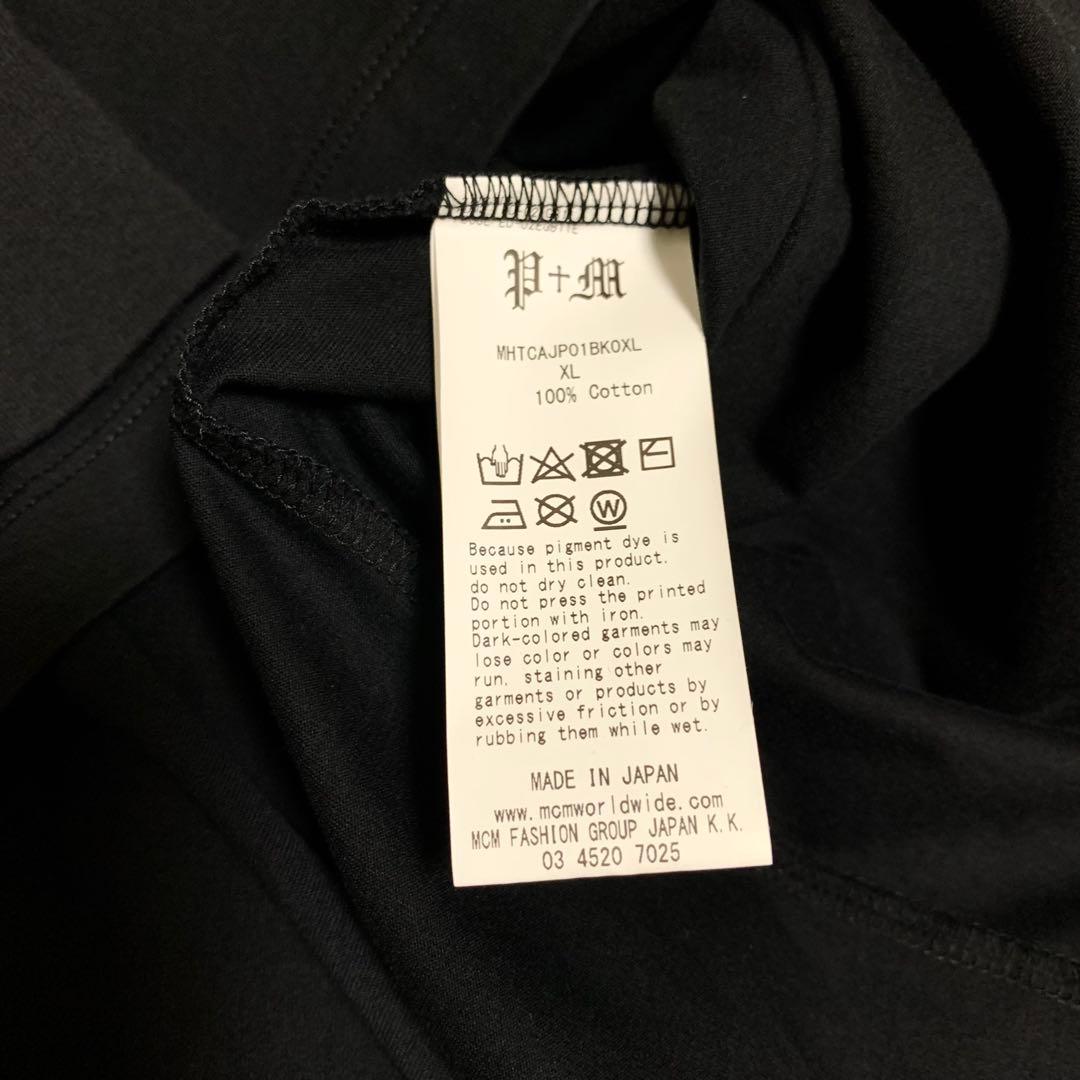 P+M
MHTCAJP01BK0XL
XL
100% Cotton
W
Because pigment dye is
used in this product.
do not dry clean.
Do not press the printed
portion with iron.
Dark-colored garments may
lose color or colors may
run, staining other
garments or products by
excessive friction or by
rubbing them while wet.
MADE IN JAPAN
www.mcmworldwide.com
MCM FASHION GROUP JAPAN K.K.
03 4520 7025